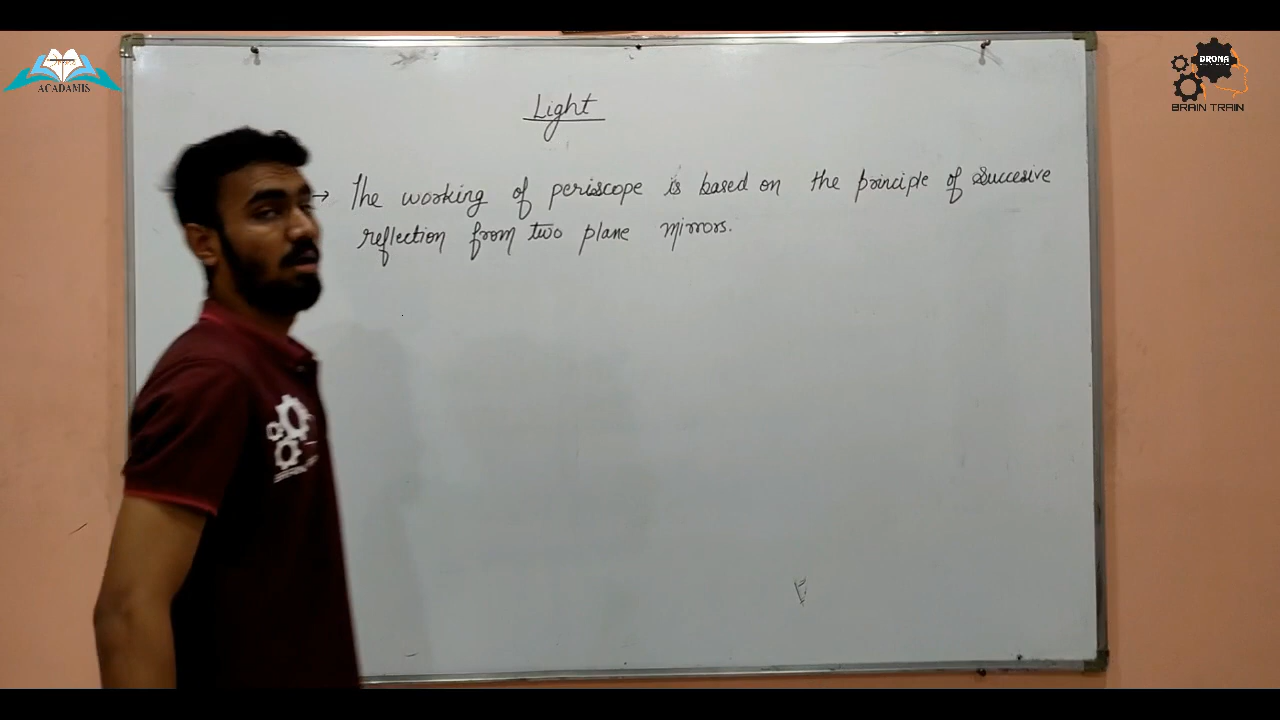 ACADAMIS
DRONA
BRAIN TRAIN
Light
→ The working of periscope is based on the principle of succesive
reflection from two plane mirrors.